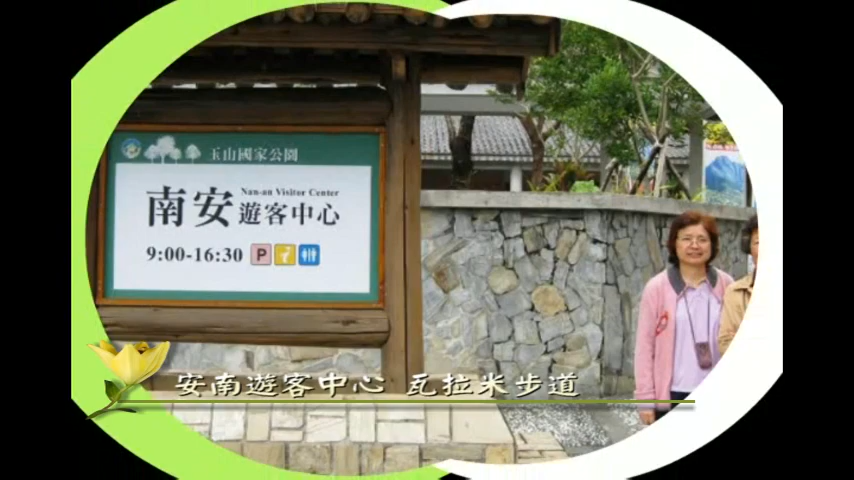 玉山國家公園
南安
Nan-an Visitor Center
遊客中心
9:00-16:30 P i
安南遊客中心 瓦拉米步道